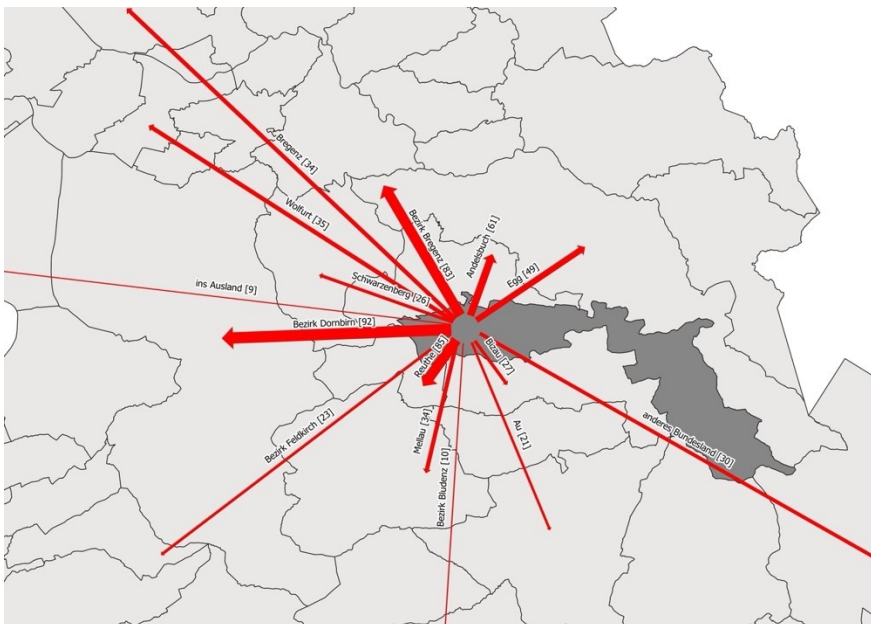 Bregenz [34]
Wolfurt [35]
Bezirk Bregenz [83]
Andelsbuch [61]
Egg [49]
Schwarzenberg [26]
ins Ausland [9]
Bezirk Dornbirn [92]
Reuthe [85]
Bizau [27]
Bezirk Feldkirch [23]
Mellau [34]
Bezirk Bludenz [10]
Au [21]
anderes Bundesland [30]